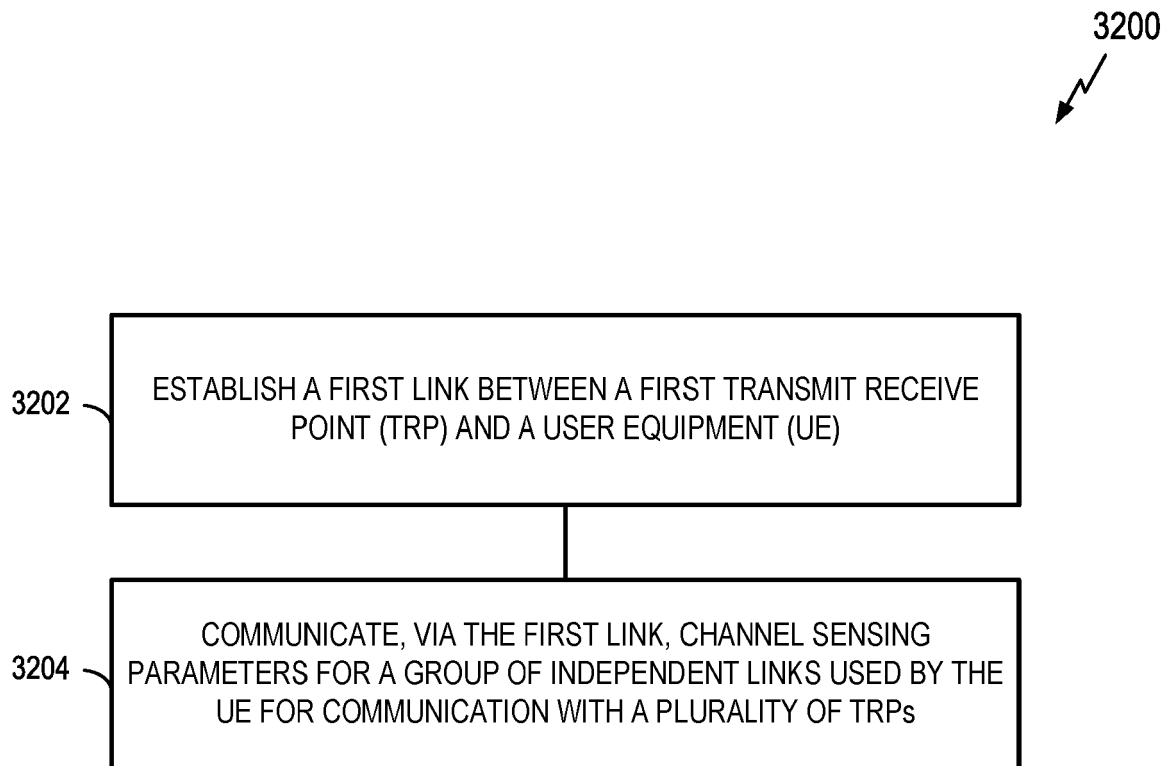 3200
3202
ESTABLISH A FIRST LINK BETWEEN A FIRST TRANSMIT RECEIVE
POINT (TRP) AND A USER EQUIPMENT (UE)
3204
COMMUNICATE, VIA THE FIRST LINK, CHANNEL SENSING
PARAMETERS FOR A GROUP OF INDEPENDENT LINKS USED BY THE
UE FOR COMMUNICATION WITH A PLURALITY OF TRPs